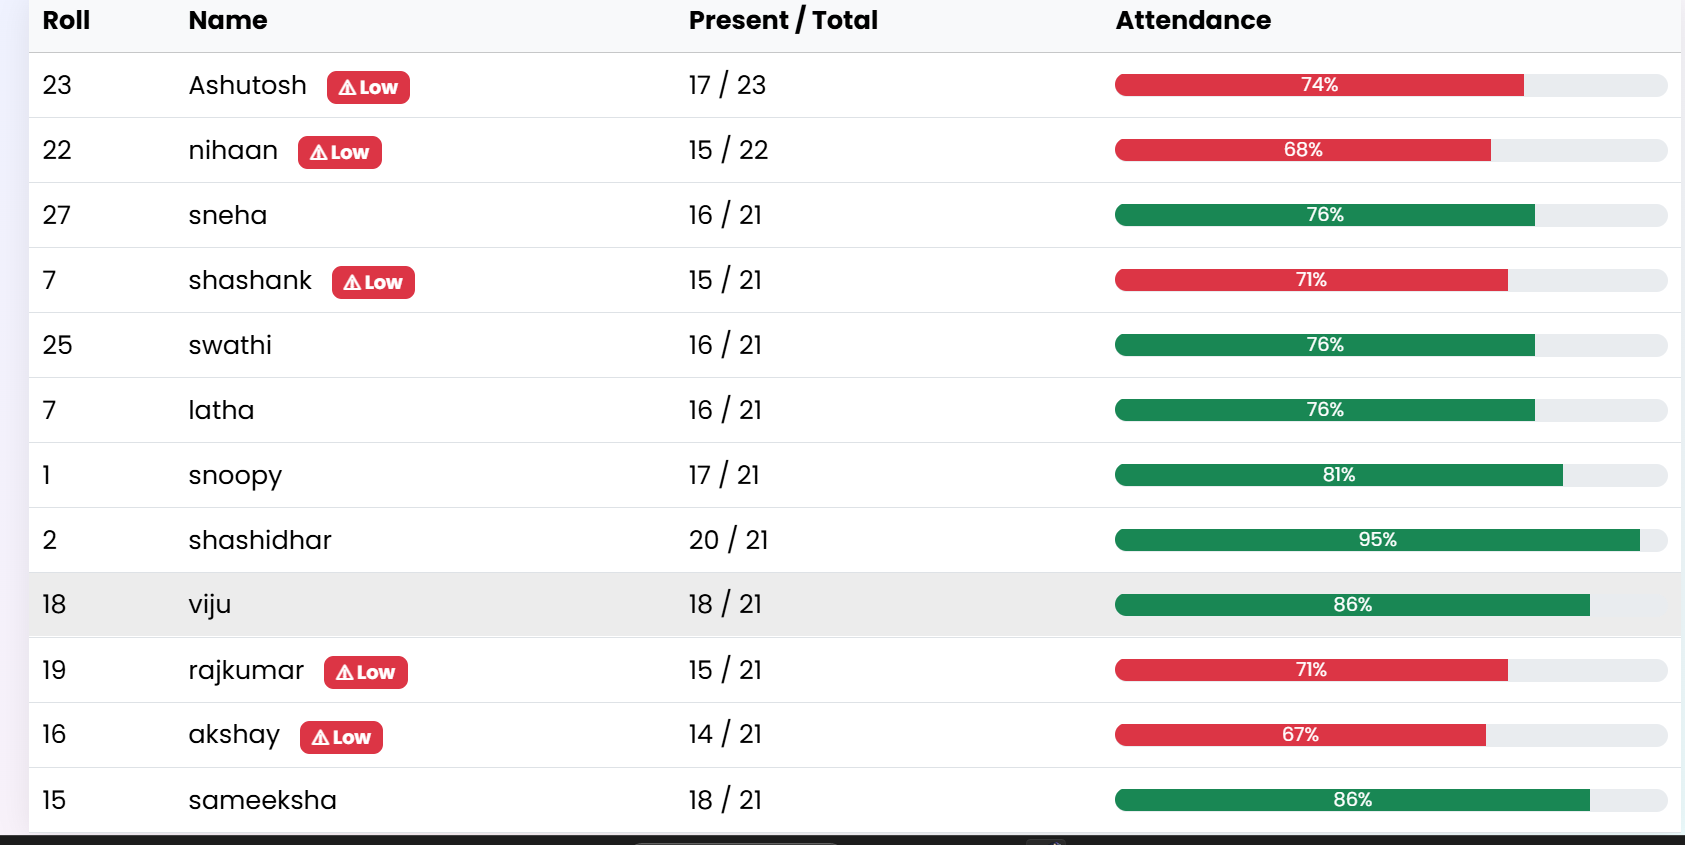 Roll Name Present / Total Attendance
23 Ashutosh ⚠ Low 17 / 23 74%
22 nihaan ⚠ Low 15 / 22 68%
27 sneha 16 / 21 76%
7 shashank ⚠ Low 15 / 21 71%
25 swathi 16 / 21 76%
7 latha 16 / 21 76%
1 snoopy 17 / 21 81%
2 shashidhar 20 / 21 95%
18 viju 18 / 21 86%
19 rajkumar ⚠ Low 15 / 21 71%
16 akshay ⚠ Low 14 / 21 67%
15 sameeksha 18 / 21 86%